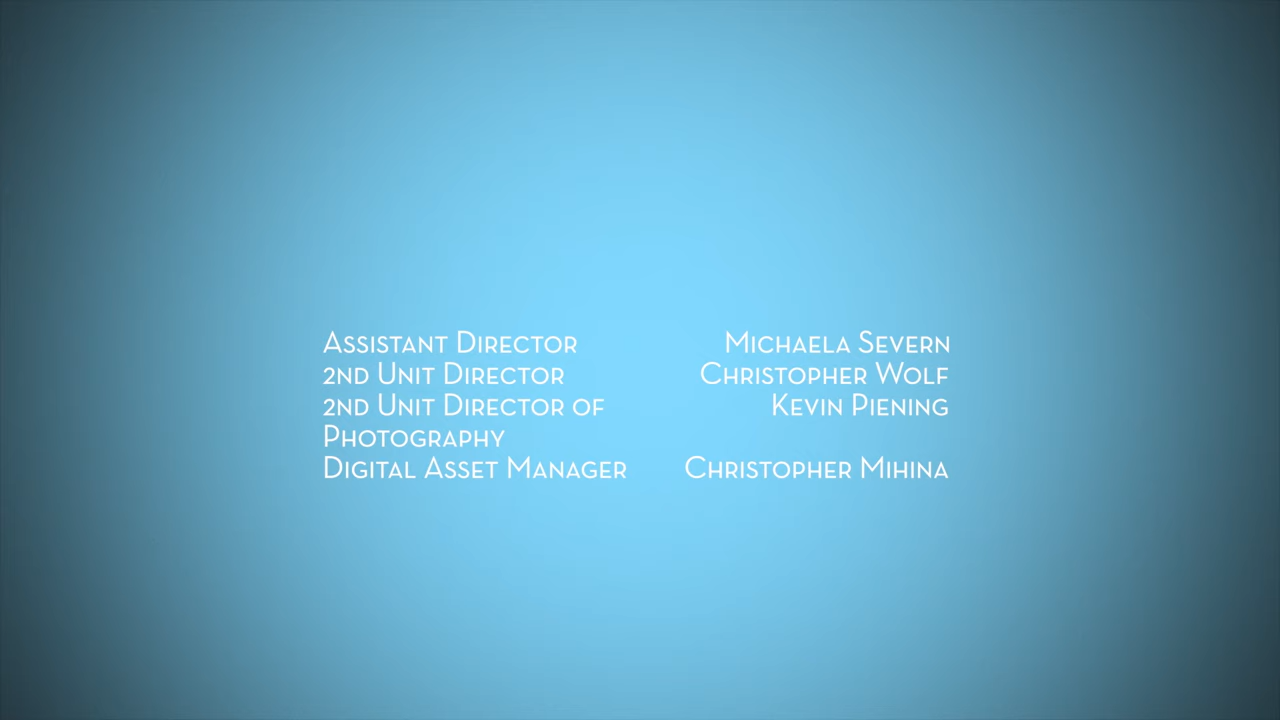 Assistant Director Michaela Severn
2nd Unit Director Christopher Wolf
2nd Unit Director of Kevin Piening
Photography
Digital Asset Manager Christopher Mihina